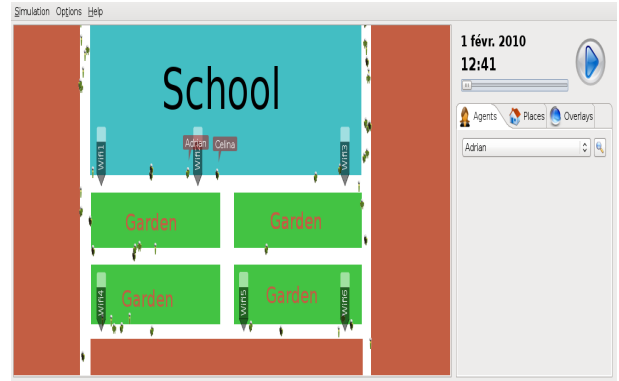 Simulation Options Help
1 févr. 2010
12:41
School
Agents Places Overlays
Adrian
Adrian Celina
Wifi1 Wifi2 Wifi3
Garden Garden
Garden Garden
Wifi4 Wifi5 Wifi6